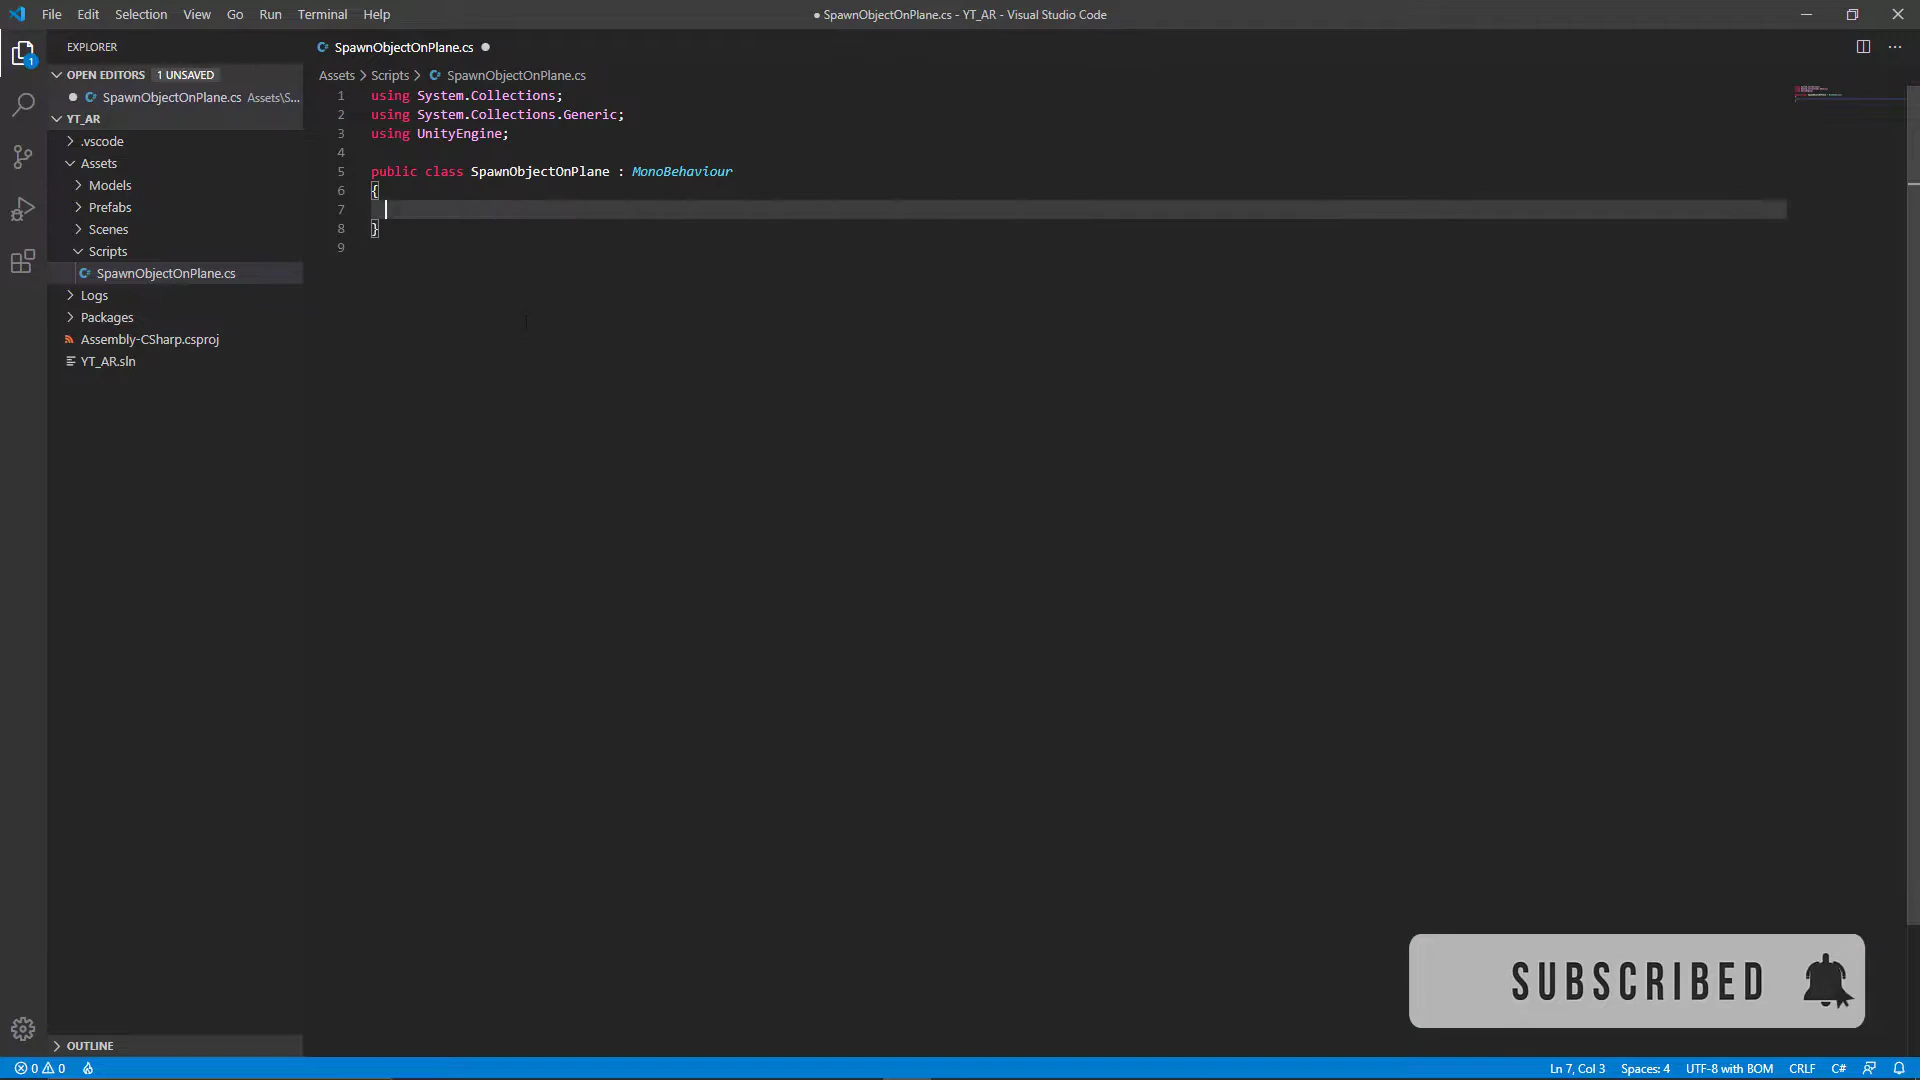 File Edit Selection View Go Run Terminal Help
● SpawnObjectOnPlane.cs - YT_AR - Visual Studio Code
EXPLORER
OPEN EDITORS 1 UNSAVED
SpawnObjectOnPlane.cs Assets\S...
YT_AR
.vscode
Assets
Models
Prefabs
Scenes
Scripts
SpawnObjectOnPlane.cs
Logs
Packages
Assembly-CSharp.csproj
YT_AR.sln
OUTLINE
SpawnObjectOnPlane.cs
Assets > Scripts > SpawnObjectOnPlane.cs
1 using System.Collections;
2 using System.Collections.Generic;
3 using UnityEngine;
4
5 public class SpawnObjectOnPlane : MonoBehaviour
6 {
7
8 }
9
SUBSCRIBED
0 0
Ln 7, Col 3 Spaces: 4 UTF-8 with BOM CRLF C#
1